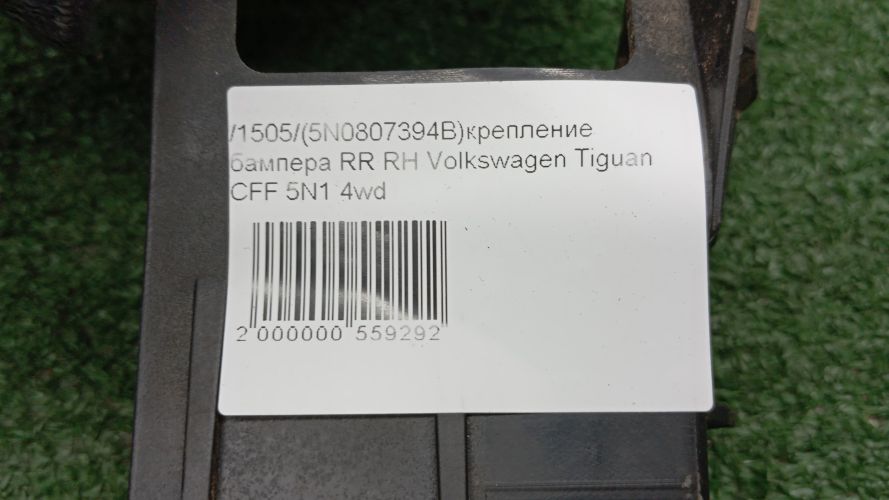 /1505/(5N0807394B)крепление
бампера RR RH Volkswagen Tiguan
CFF 5N1 4wd
2 000000 559292